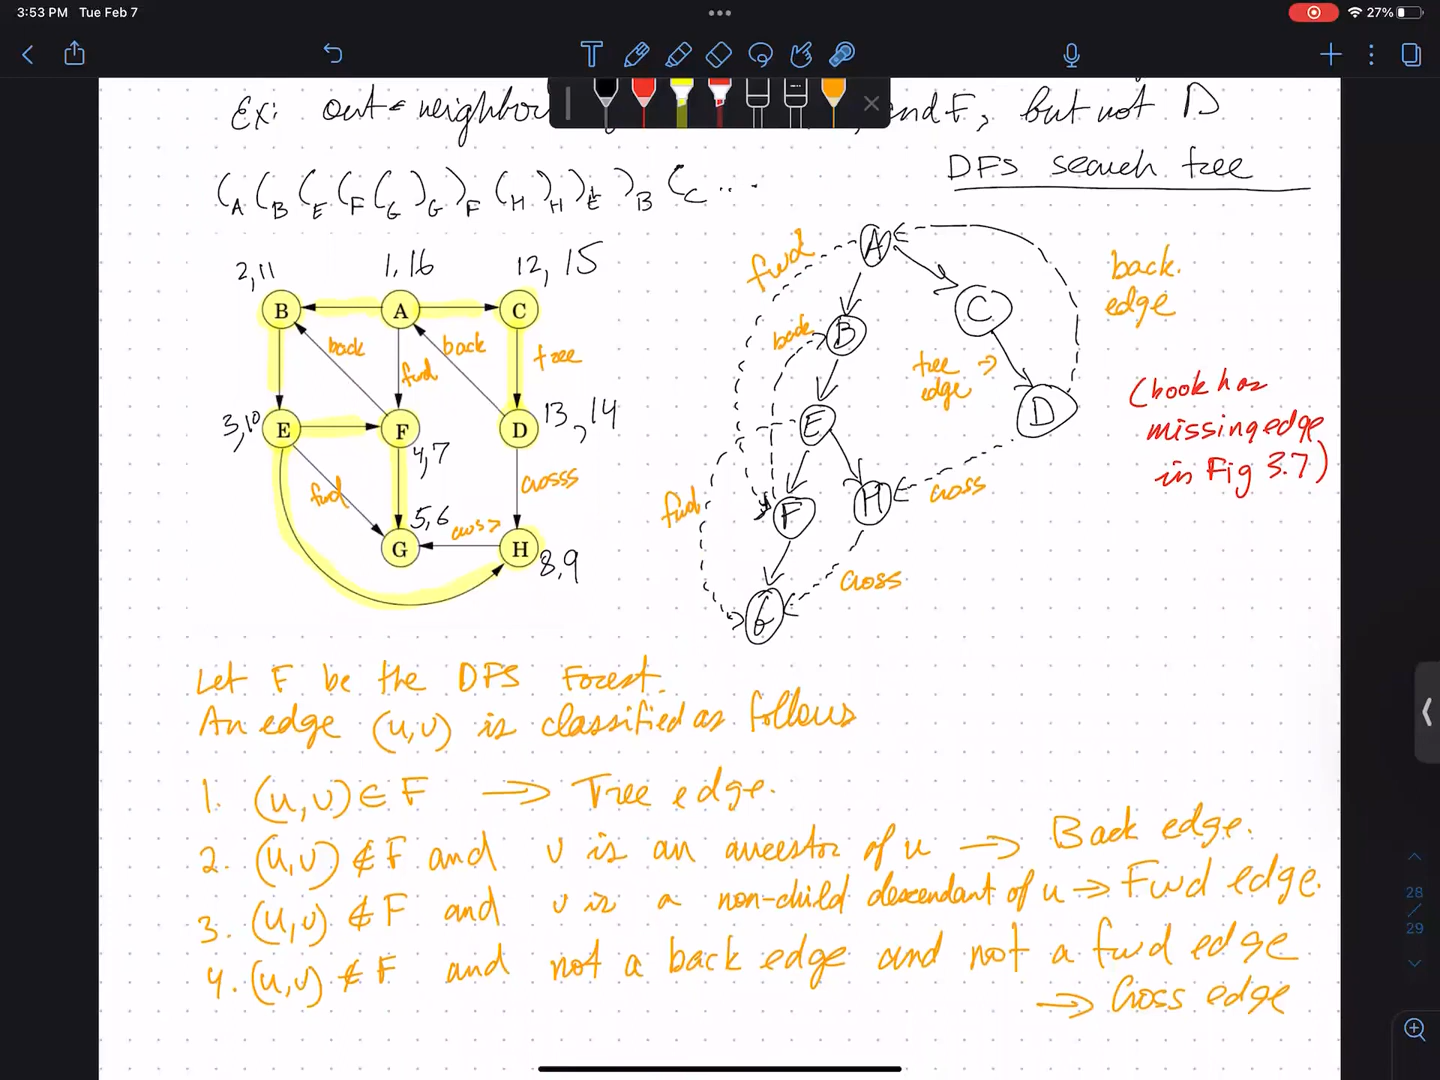 3:53 PM Tue Feb 7
27%
Ex: out-neighbou and F, but not D
DFS search tree
(A (B (E (F (G )G )F (H )H )E )B (C ...
2,11
1,16
12, 15
B
A
C
back
back
fwd
tree
3,10
E
F
D
13, 14
4,7
fwd
crosss
5,6
cross
G
H
8,9
fwd
A
back
edge
C
back
B
tree
edge
D
E
(book has
missing edge
in Fig 3.7)
fwd
F
H
cross
cross
G
Let F be the DFS Forest.
An edge (u,v) is classified as follows
1. (u,v) ∈ F → Tree edge.
2. (u,v) ∉ F and v is an ancestor of u → Back edge.
3. (u,v) ∉ F and v is a non-child descendant of u → Fwd edge.
4. (u,v) ∉ F and not a back edge and not a fwd edge
→ Cross edge
28
29